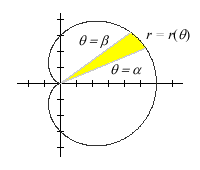 θ = β
r = r(θ)
θ = α